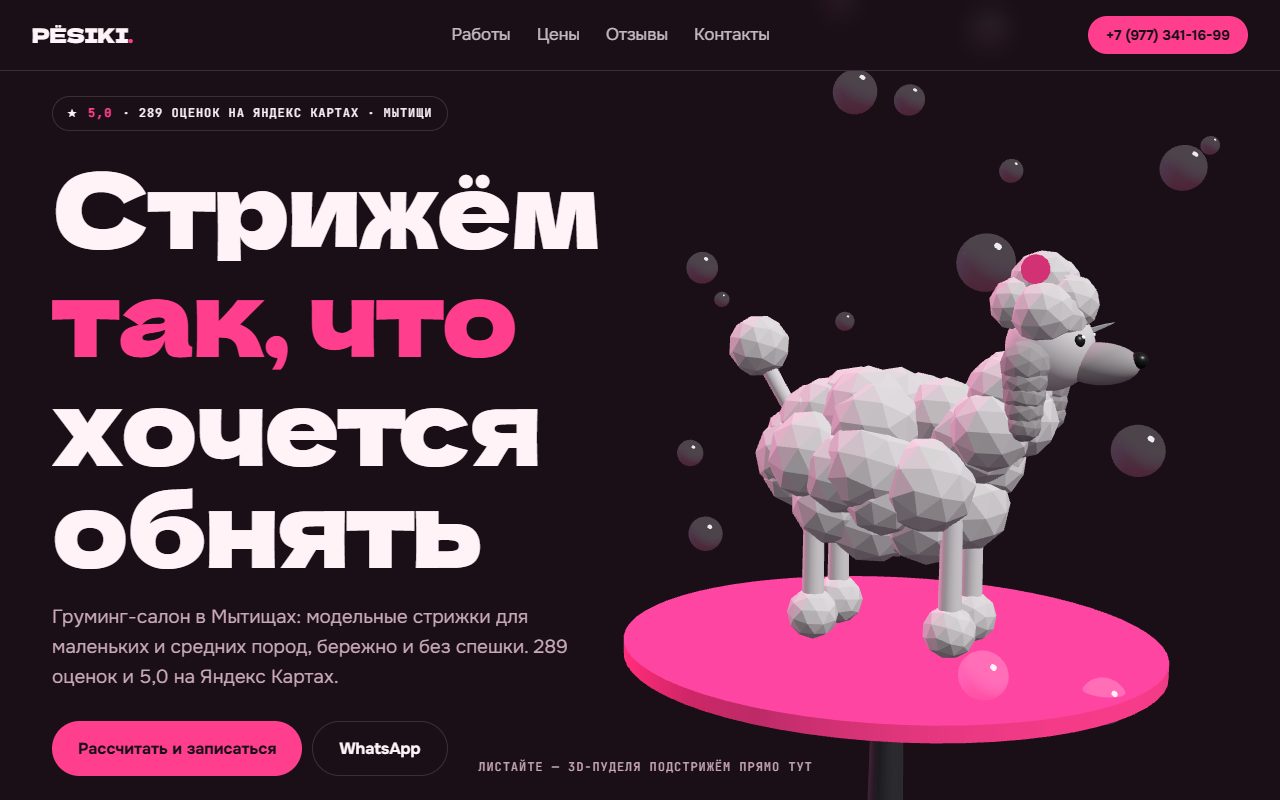 PЁSIKI.
Работы Цены Отзывы Контакты
+7 (977) 341-16-99
★ 5,0 · 289 ОЦЕНОК НА ЯНДЕКС КАРТАХ · МЫТИЩИ
Стрижём
так, что
хочется
обнять
Груминг-салон в Мытищах: модельные стрижки для
маленьких и средних пород, бережно и без спешки. 289
оценок и 5,0 на Яндекс Картах.
Рассчитать и записаться
WhatsApp
ЛИСТАЙТЕ — 3D-ПУДЕЛЯ ПОДСТРИЖЁМ ПРЯМО ТУТ